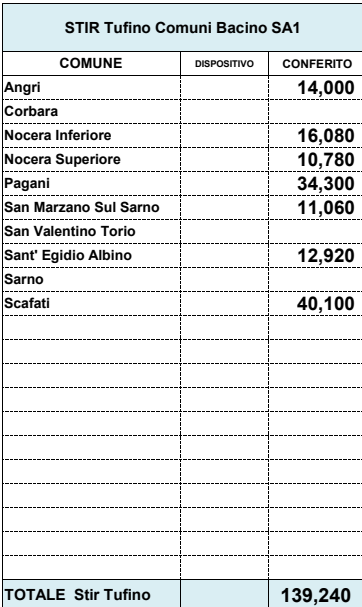 STIR Tufino Comuni Bacino SA1
COMUNE DISPOSITIVO CONFERITO
Angri 14,000
Corbara
Nocera Inferiore 16,080
Nocera Superiore 10,780
Pagani 34,300
San Marzano Sul Sarno 11,060
San Valentino Torio
Sant' Egidio Albino 12,920
Sarno
Scafati 40,100
TOTALE Stir Tufino 139,240